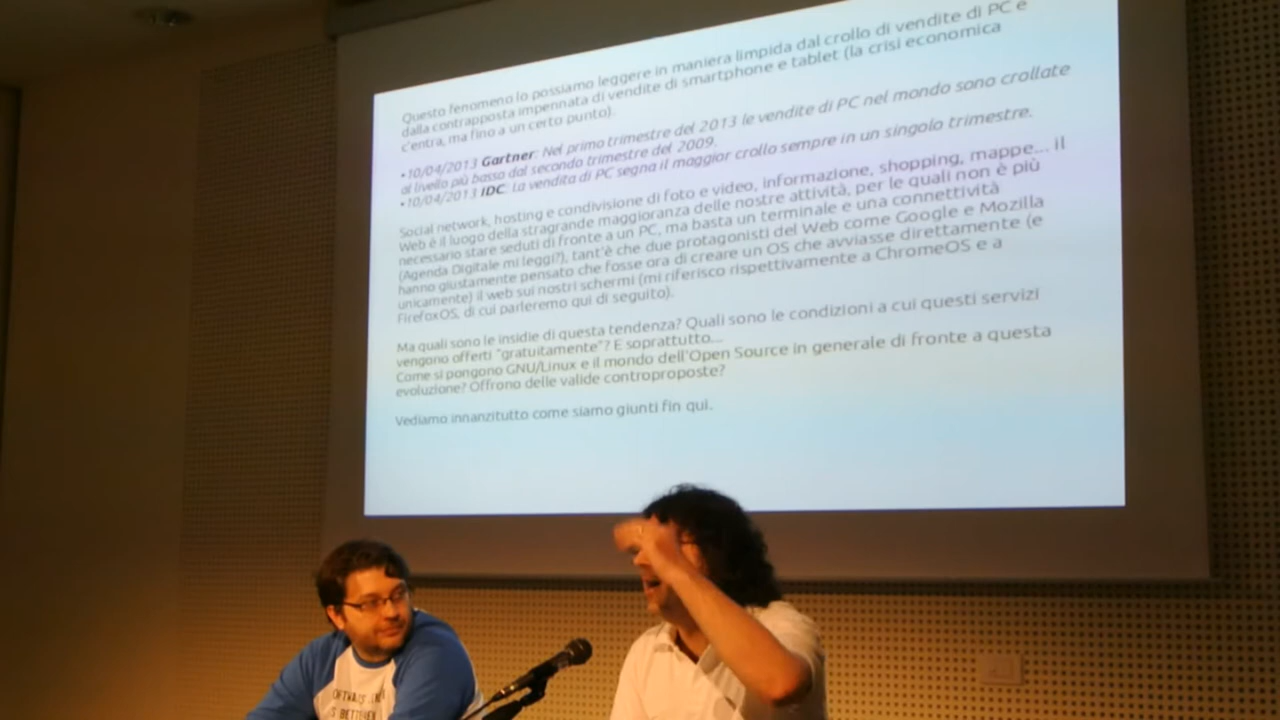 Questo fenomeno lo possiamo leggere in maniera limpida dal crollo di vendite di PC e
dalla contrapposta impennata di vendite di smartphone e tablet (la crisi economica
c'entra, ma fino a un certo punto).
•10/04/2013 Gartner: Nel primo trimestre del 2013 le vendite di PC nel mondo sono crollate
al livello più basso dal secondo trimestre del 2009.
•10/04/2013 IDC: La vendita di PC segna il maggior crollo sempre in un singolo trimestre.
Social network, hosting e condivisione di foto e video, informazione, shopping, mappe... il
Web è il luogo della stragrande maggioranza delle nostre attività, per le quali non è più
necessario stare seduti di fronte a un PC, ma basta un terminale e una connettività
(Agenda Digitale mi leggi?), tant'è che due protagonisti del Web come Google e Mozilla
hanno giustamente pensato che fosse ora di creare un OS che avviasse direttamente (e
unicamente) il web sui nostri schermi (mi riferisco rispettivamente a ChromeOS e a
FirefoxOS, di cui parleremo qui di seguito).
Ma quali sono le insidie di questa tendenza? Quali sono le condizioni a cui questi servizi
vengono offerti "gratuitamente"? E soprattutto...
Come si pongono GNU/Linux e il mondo dell'Open Source in generale di fronte a questa
evoluzione? Offrono delle valide controproposte?
Vediamo innanzitutto come siamo giunti fin qui.